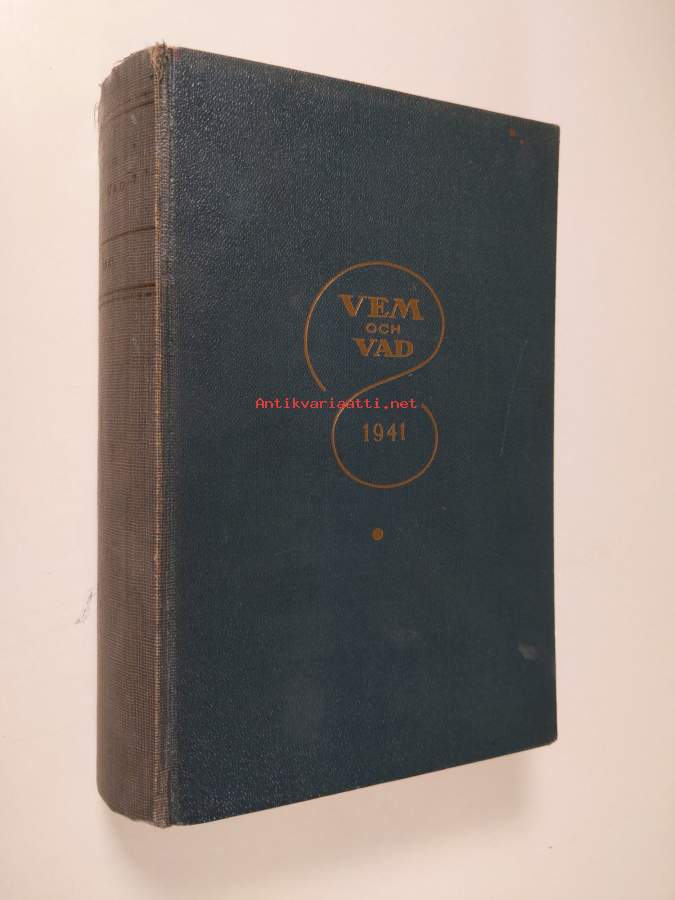 VEM
OCH
VAD
Antikvariaatti.net
1941